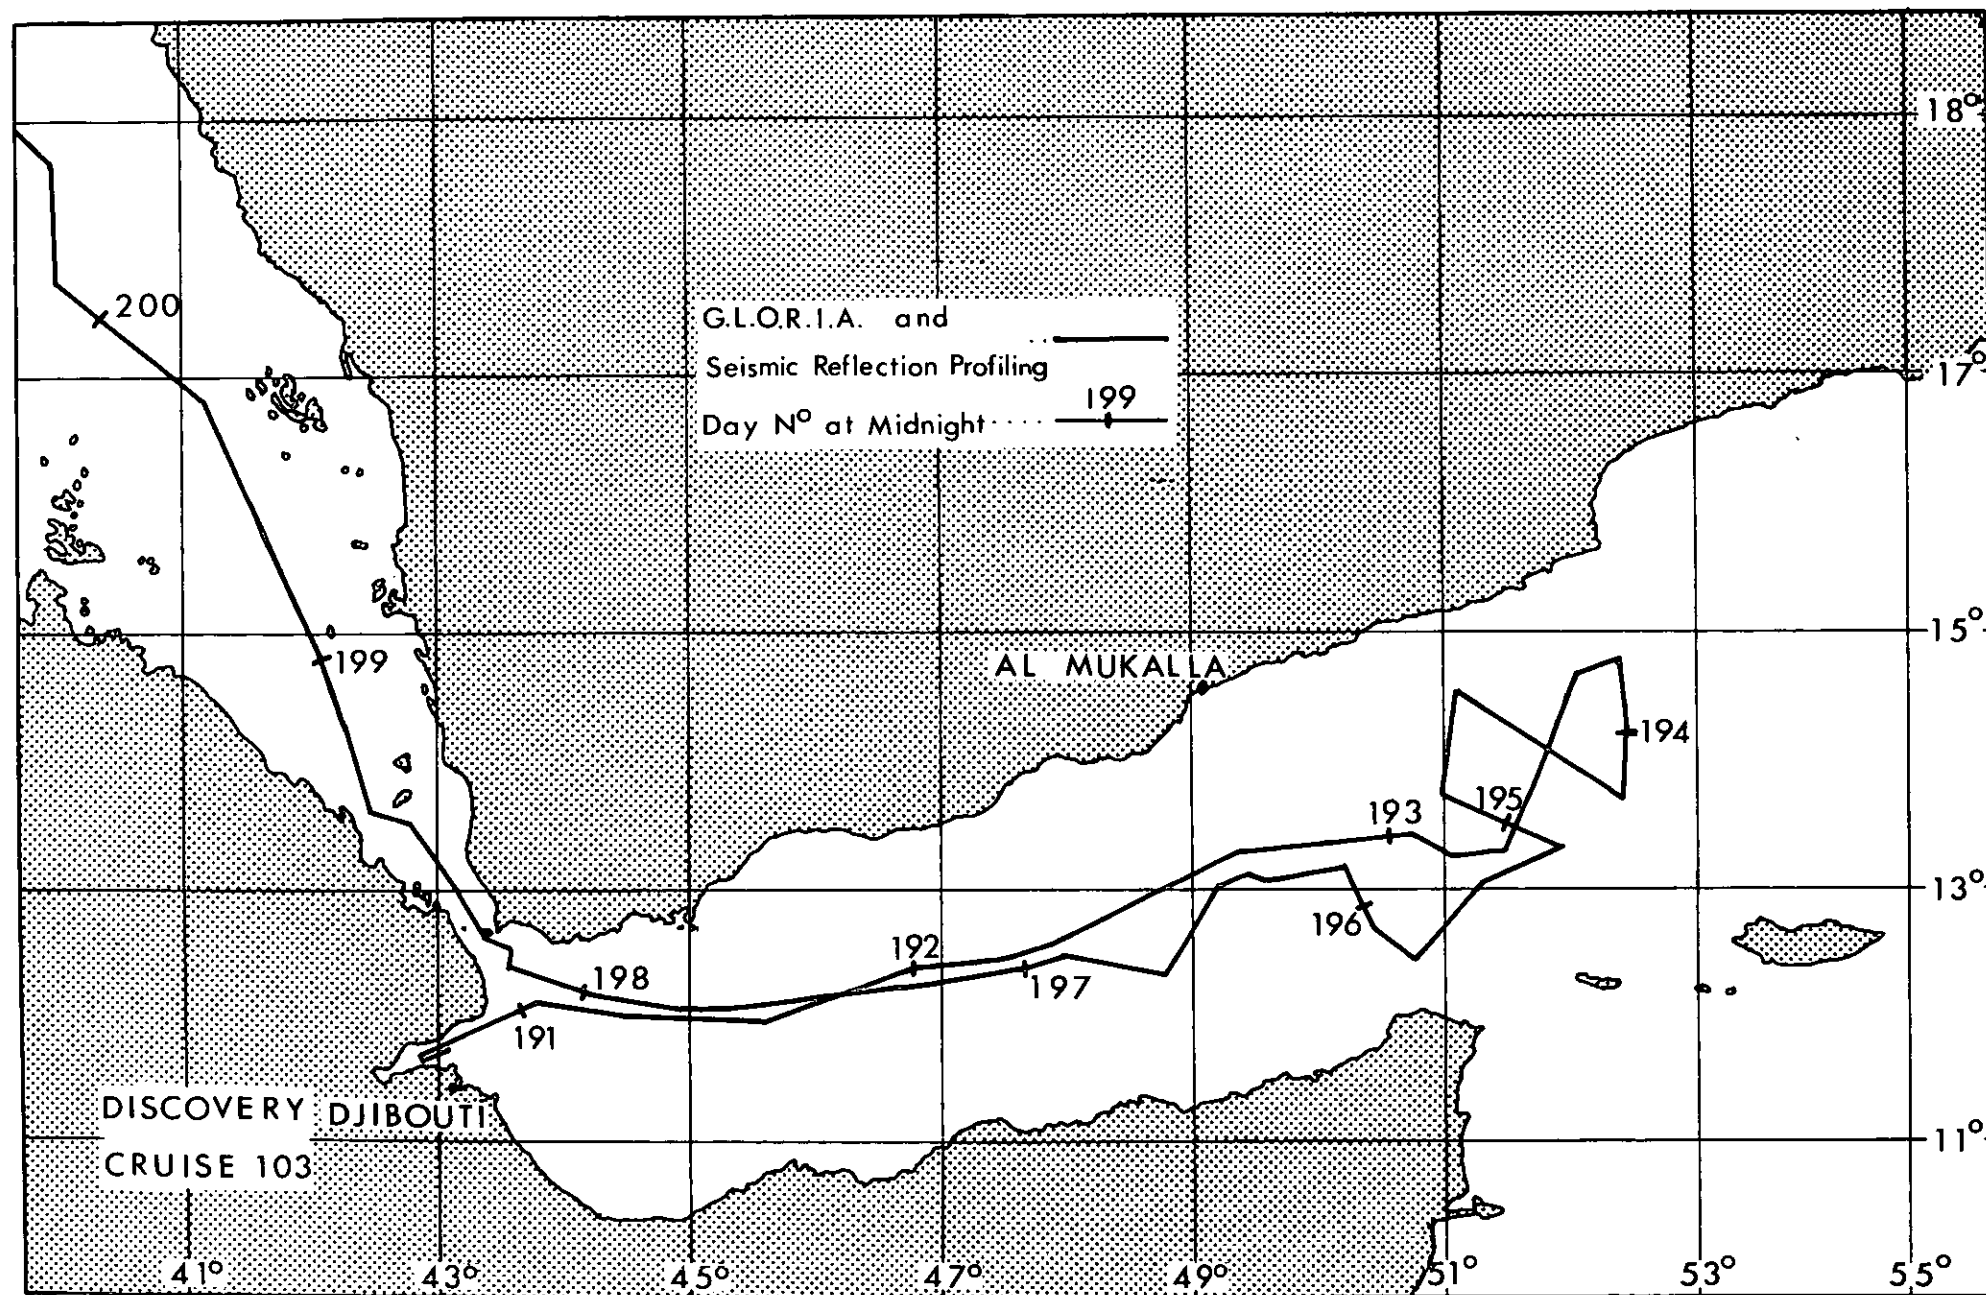 18°
200
G.L.O.R.I.A. and
Seismic Reflection Profiling
17°
199
Day Nº at Midnight
15°
199
AL MUKALLA
194
195
193
13°
196
192
198
197
191
DISCOVERY DJIBOUTI
11°
CRUISE 103
41° 43° 45° 47° 49° 51° 53° 55°